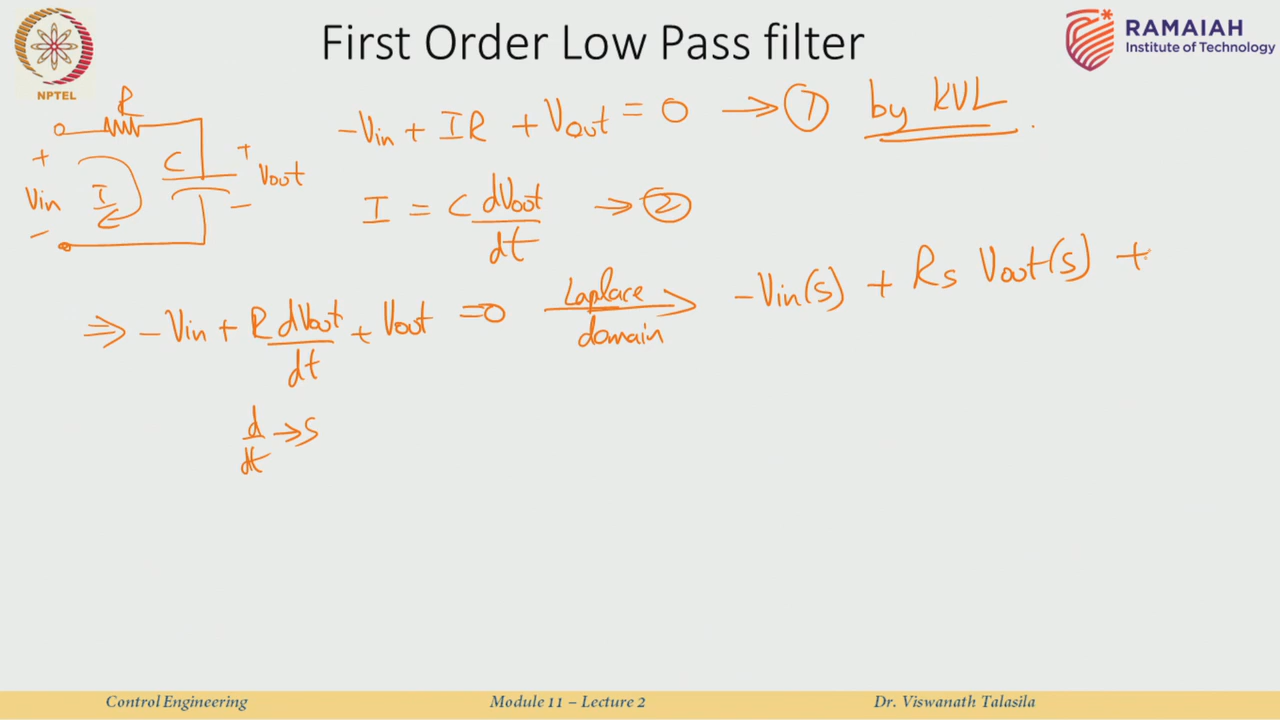 First Order Low Pass filter
NPTEL
RAMAIAH
Institute of Technology
R
+
C
+
Vin
I
Vout
-
-
-Vin + IR + Vout = 0 → ① by KVL.
I = C dVout/dt → ②
⇒ -Vin + R dVout/dt + Vout = 0 Laplace domain → -Vin(s) + Rs Vout(s) +
d/dt → s
Control Engineering
Module 11 – Lecture 2
Dr. Viswanath Talasila